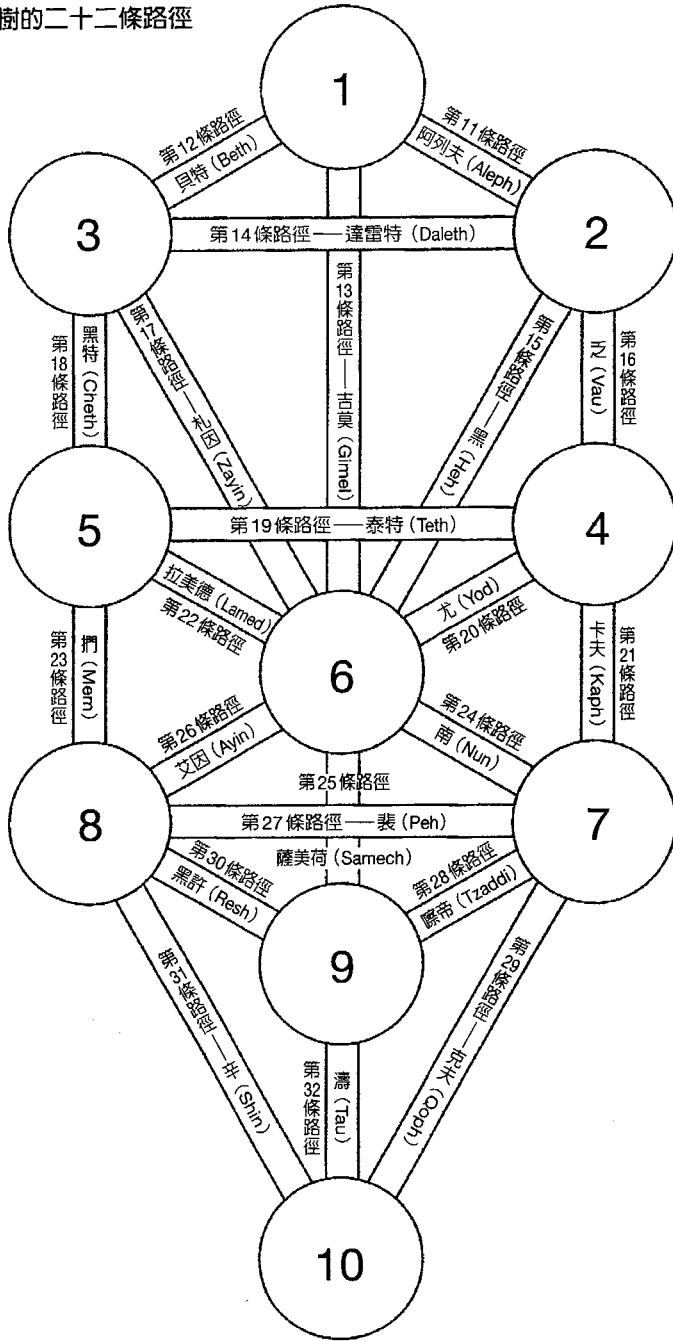 樹的二十二條路徑
1
第12條路徑
貝特 (Beth)
第11條路徑
阿列夫 (Aleph)
3
2
第14條路徑——達雷特 (Daleth)
第13條路徑——吉莫 (Gimel)
第17條路徑——札因 (Zayin)
第15條路徑——黑 (Heh)
第18條路徑
黑特 (Cheth)
(Vau)
第16條路徑
5
4
第19條路徑——泰特 (Teth)
拉美德 (Lamed)
第22條路徑
尤 (Yod)
第20條路徑
6
第23條路徑
捫 (Mem)
卡夫 (Kaph)
第21條路徑
第26條路徑
艾因 (Ayin)
第24條路徑
南 (Nun)
第25條路徑
8
7
第27條路徑——裴 (Peh)
薩美荷 (Samech)
第30條路徑
黑許 (Resh)
第28條路徑
(Tzaddi)
9
第31條路徑——辛 (Shin)
第29條路徑——虎夫 (Qoph)
第32條路徑
濤 (Tau)
10